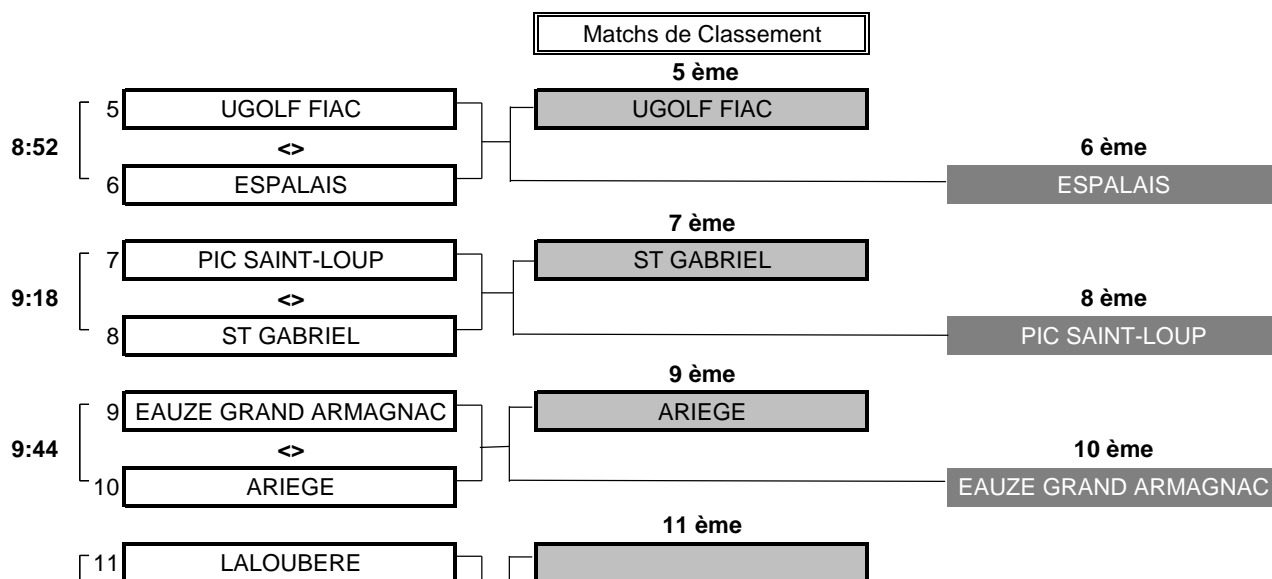 Matchs de Classement
5 ème
5 UGOLF FIAC UGOLF FIAC
8:52 <> 6 ème
6 ESPALAIS ESPALAIS
7 ème
7 PIC SAINT-LOUP ST GABRIEL
9:18 <> 8 ème
8 ST GABRIEL PIC SAINT-LOUP
9 ème
9 EAUZE GRAND ARMAGNAC ARIEGE
9:44 <> 10 ème
10 ARIEGE EAUZE GRAND ARMAGNAC
11 ème
11 LALOUBERE